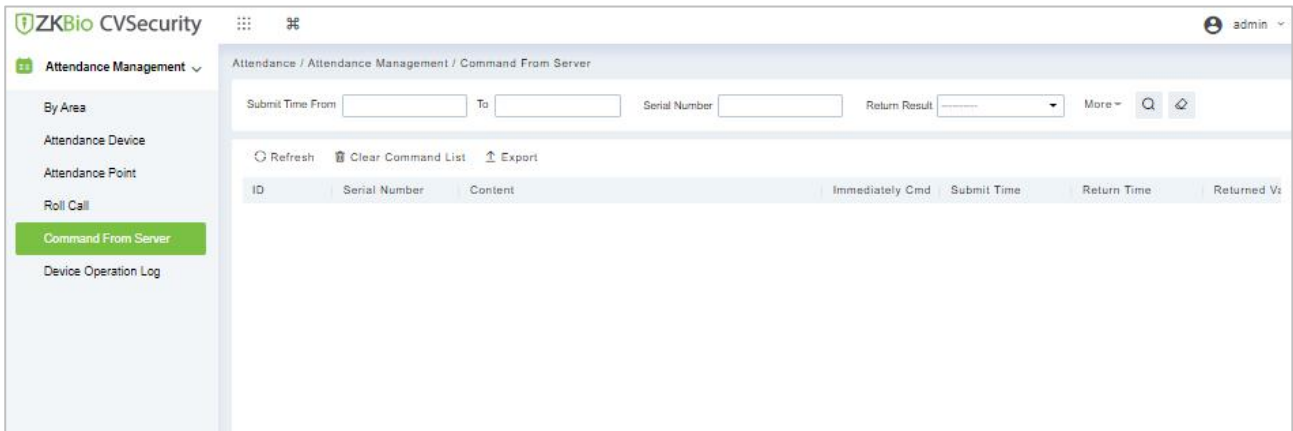 ZKBio CVSecurity
admin
Attendance Management
Attendance / Attendance Management / Command From Server
By Area
Attendance Device
Attendance Point
Roll Call
Command From Server
Device Operation Log
Submit Time From To Serial Number Return Result ---------- More
Refresh Clear Command List Export
ID Serial Number Content Immediately Cmd Submit Time Return Time Returned Va